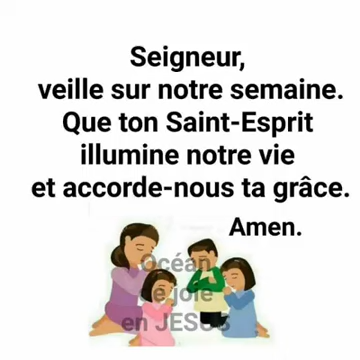 Seigneur,
veille sur notre semaine.
Que ton Saint-Esprit
illumine notre vie
et accorde-nous ta grâce.
Amen.
Océan
e joie
en JESUS